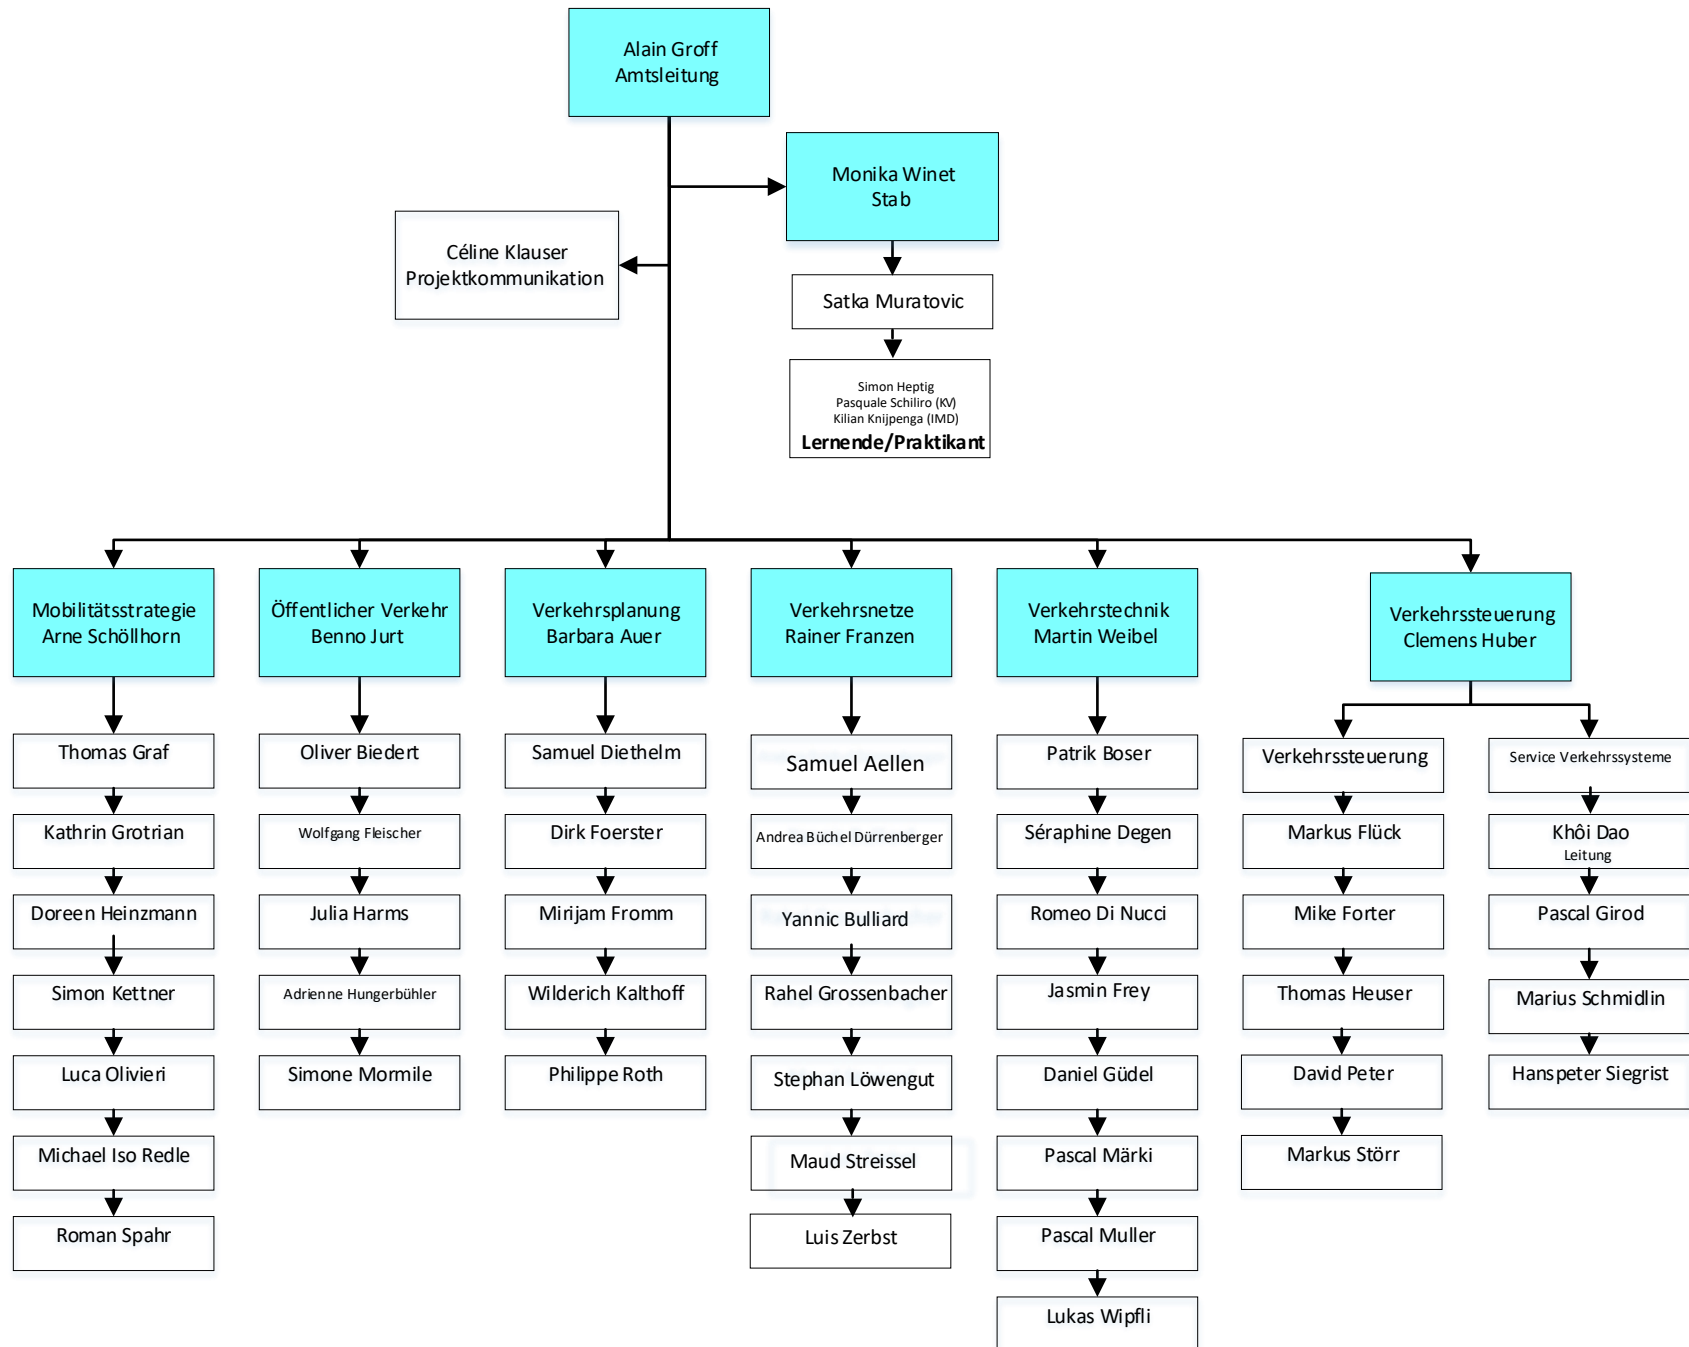 Alain Groff
Amtsleitung
Monika Winet
Stab
Céline Klauser
Projektkommunikation
Satka Muratovic
Simon Heptig
Pasquale Schiliro (KV)
Kilian Knijpenga (IMD)
Lernende/Praktikant
Mobilitätsstrategie
Arne Schöllhorn
Thomas Graf
Kathrin Grotrian
Doreen Heinzmann
Simon Kettner
Luca Olivieri
Michael Iso Redle
Roman Spahr
Öffentlicher Verkehr
Benno Jurt
Oliver Biedert
Wolfgang Fleischer
Julia Harms
Adrienne Hungerbühler
Simone Mormile
Verkehrsplanung
Barbara Auer
Samuel Diethelm
Dirk Foerster
Mirijam Fromm
Wilderich Kalthoff
Philippe Roth
Verkehrsnetze
Rainer Franzen
Samuel Aellen
Andrea Büchel Dürrenberger
Yannic Bulliard
Rahel Grossenbacher
Stephan Löwengut
Maud Streissel
Luis Zerbst
Verkehrstechnik
Martin Weibel
Patrik Boser
Séraphine Degen
Romeo Di Nucci
Jasmin Frey
Daniel Güdel
Pascal Märki
Pascal Muller
Lukas Wipfli
Verkehrssteuerung
Clemens Huber
Verkehrssteuerung
Markus Flück
Mike Forter
Thomas Heuser
David Peter
Markus Störr
Service Verkehrssysteme
Khôi Dao
Leitung
Pascal Girod
Marius Schmidlin
Hanspeter Siegrist